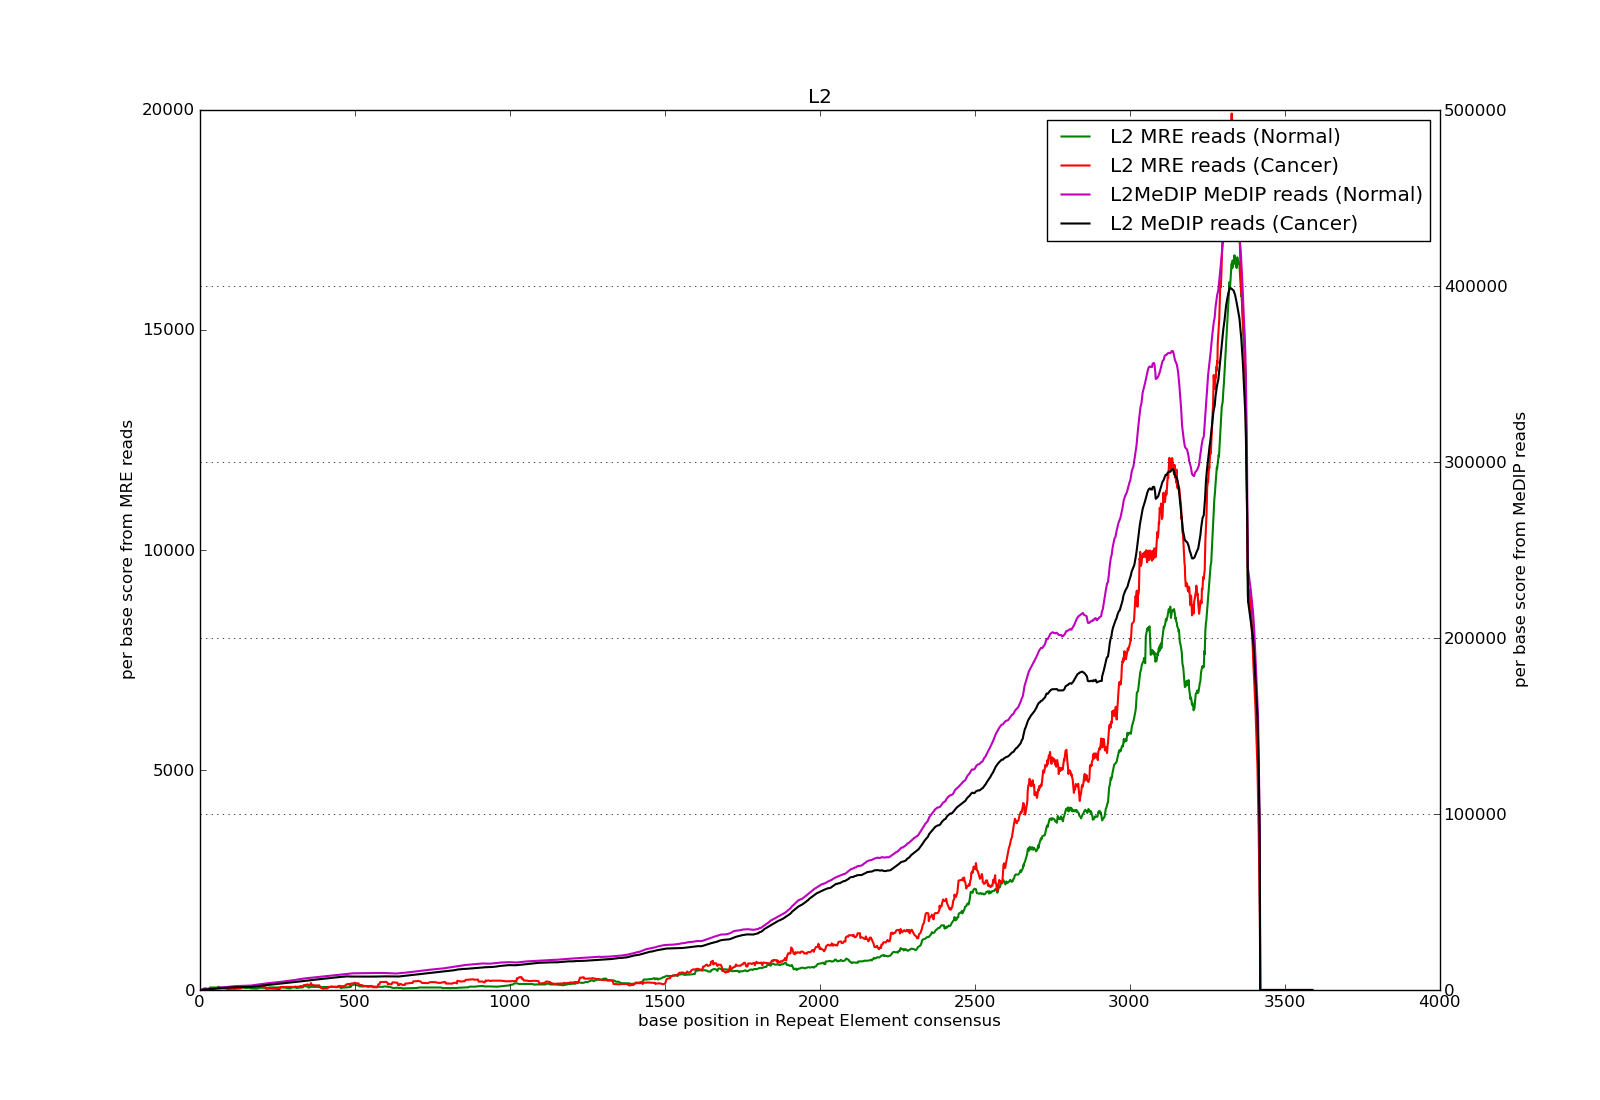 L2
20000
15000
10000
5000
0
500000
400000
300000
200000
100000
0
L2 MRE reads (Normal)
L2 MRE reads (Cancer)
L2MeDIP MeDIP reads (Normal)
L2 MeDIP reads (Cancer)
per base score from MRE reads
per base score from MeDIP reads
0 500 1000 1500 2000 2500 3000 3500 4000
base position in Repeat Element consensus